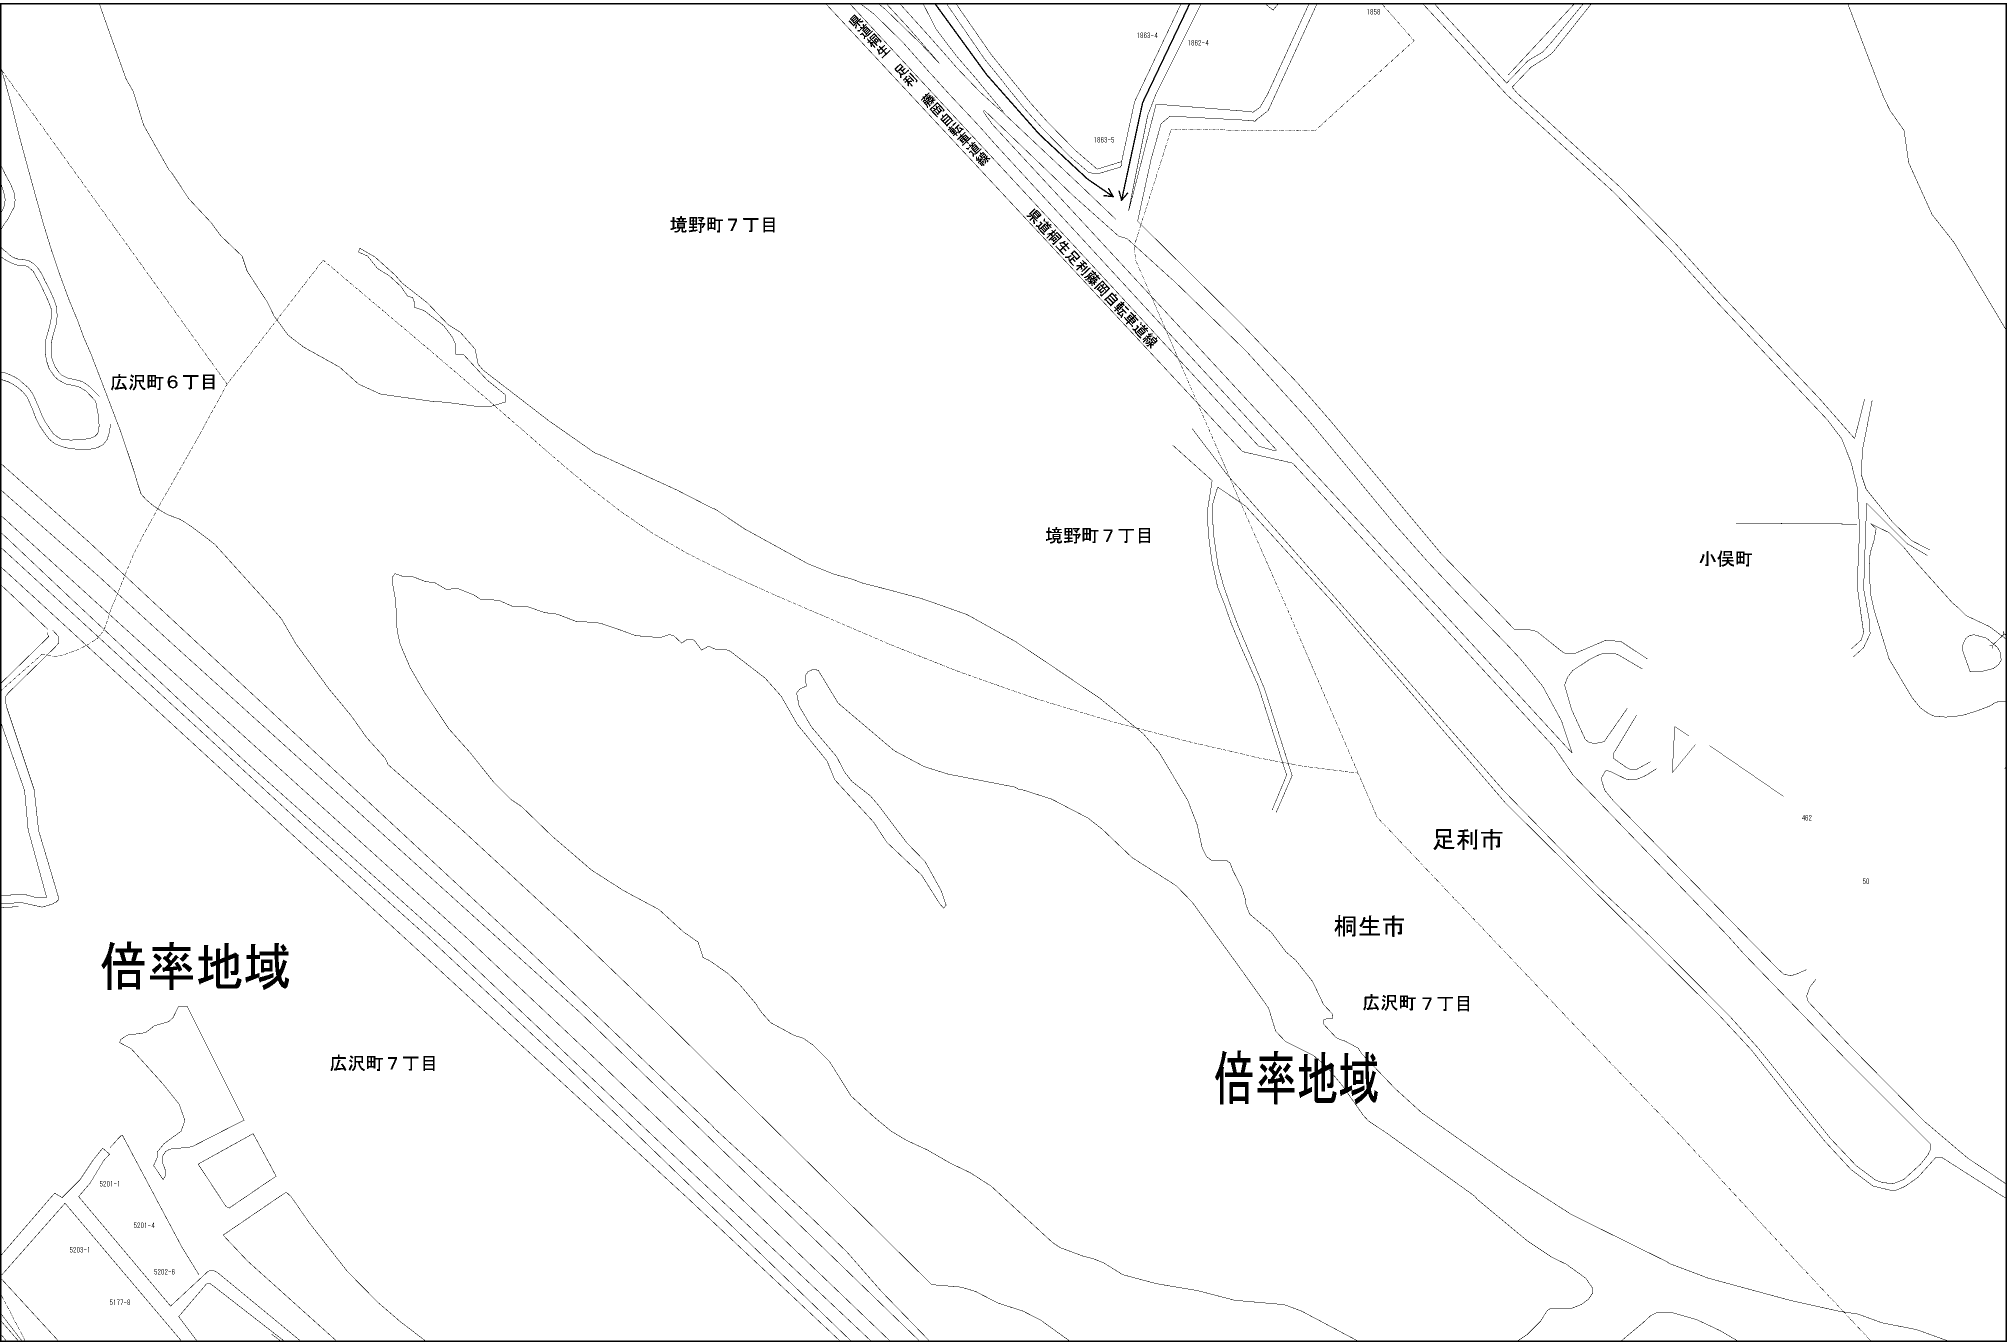 1858
1863-4
1862-4
県道桐生 足利 藤岡自転車道線
1863-5
境野町７丁目
県道桐生足利藤岡自転車道線
広沢町６丁目
境野町７丁目
小俣町
462
足利市
50
桐生市
倍率地域
広沢町７丁目
広沢町７丁目
倍率地域
5201-1
5201-4
5203-1
5202-6
5177-8